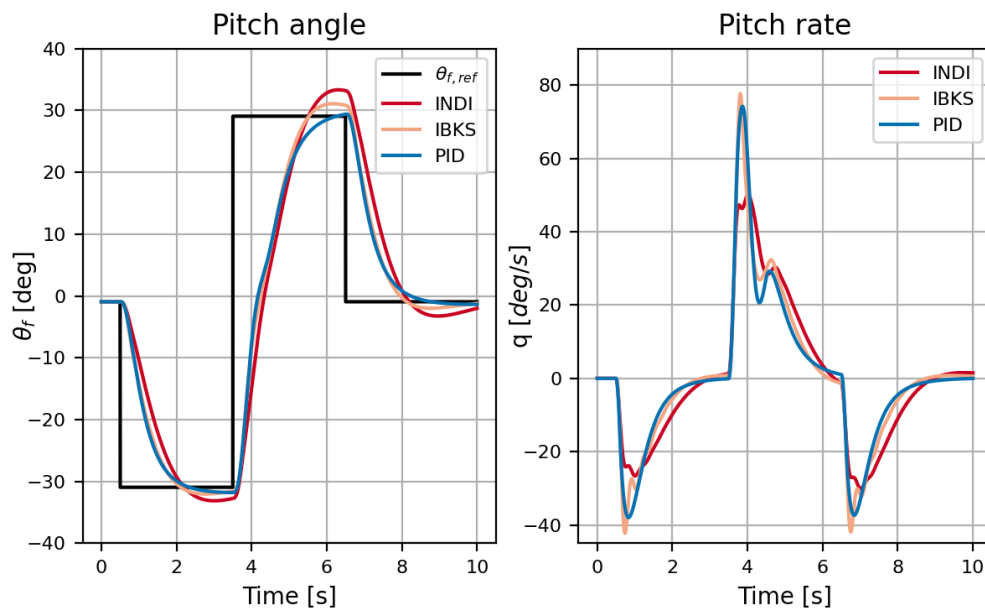 Pitch angle
40
30
20
10
0
−10
−20
−30
−40
θ_f [deg]
0
2
4
6
8
10
Time [s]
θ_{f,ref}
INDI
IBKS
PID
Pitch rate
80
60
40
20
0
−20
−40
q [deg/s]
0
2
4
6
8
10
Time [s]
INDI
IBKS
PID